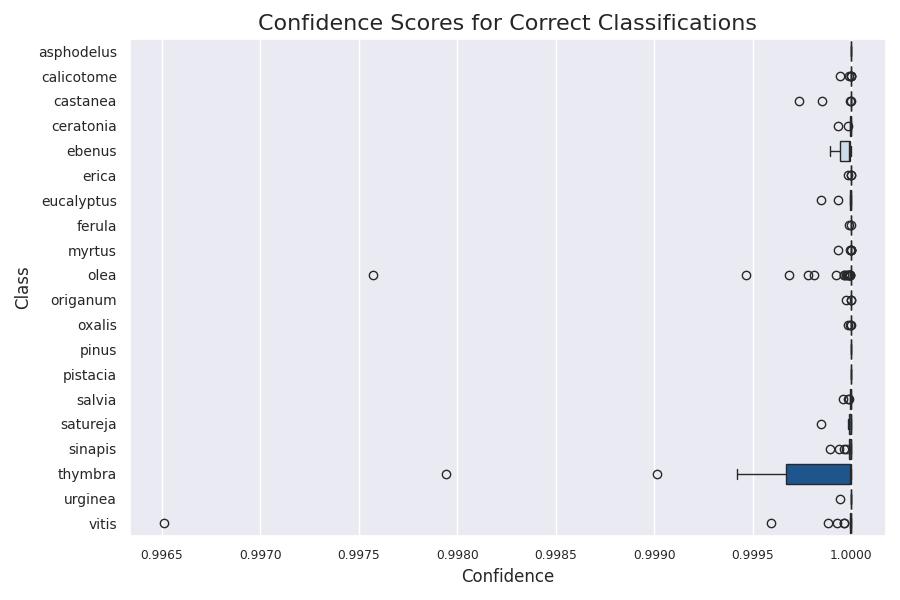 Confidence Scores for Correct Classifications
asphodelus
calicotome
castanea
ceratonia
ebenus
erica
eucalyptus
ferula
myrtus
olea
origanum
oxalis
pinus
pistacia
salvia
satureja
sinapis
thymbra
urginea
vitis
Class
0.9965 0.9970 0.9975 0.9980 0.9985 0.9990 0.9995 1.0000
Confidence